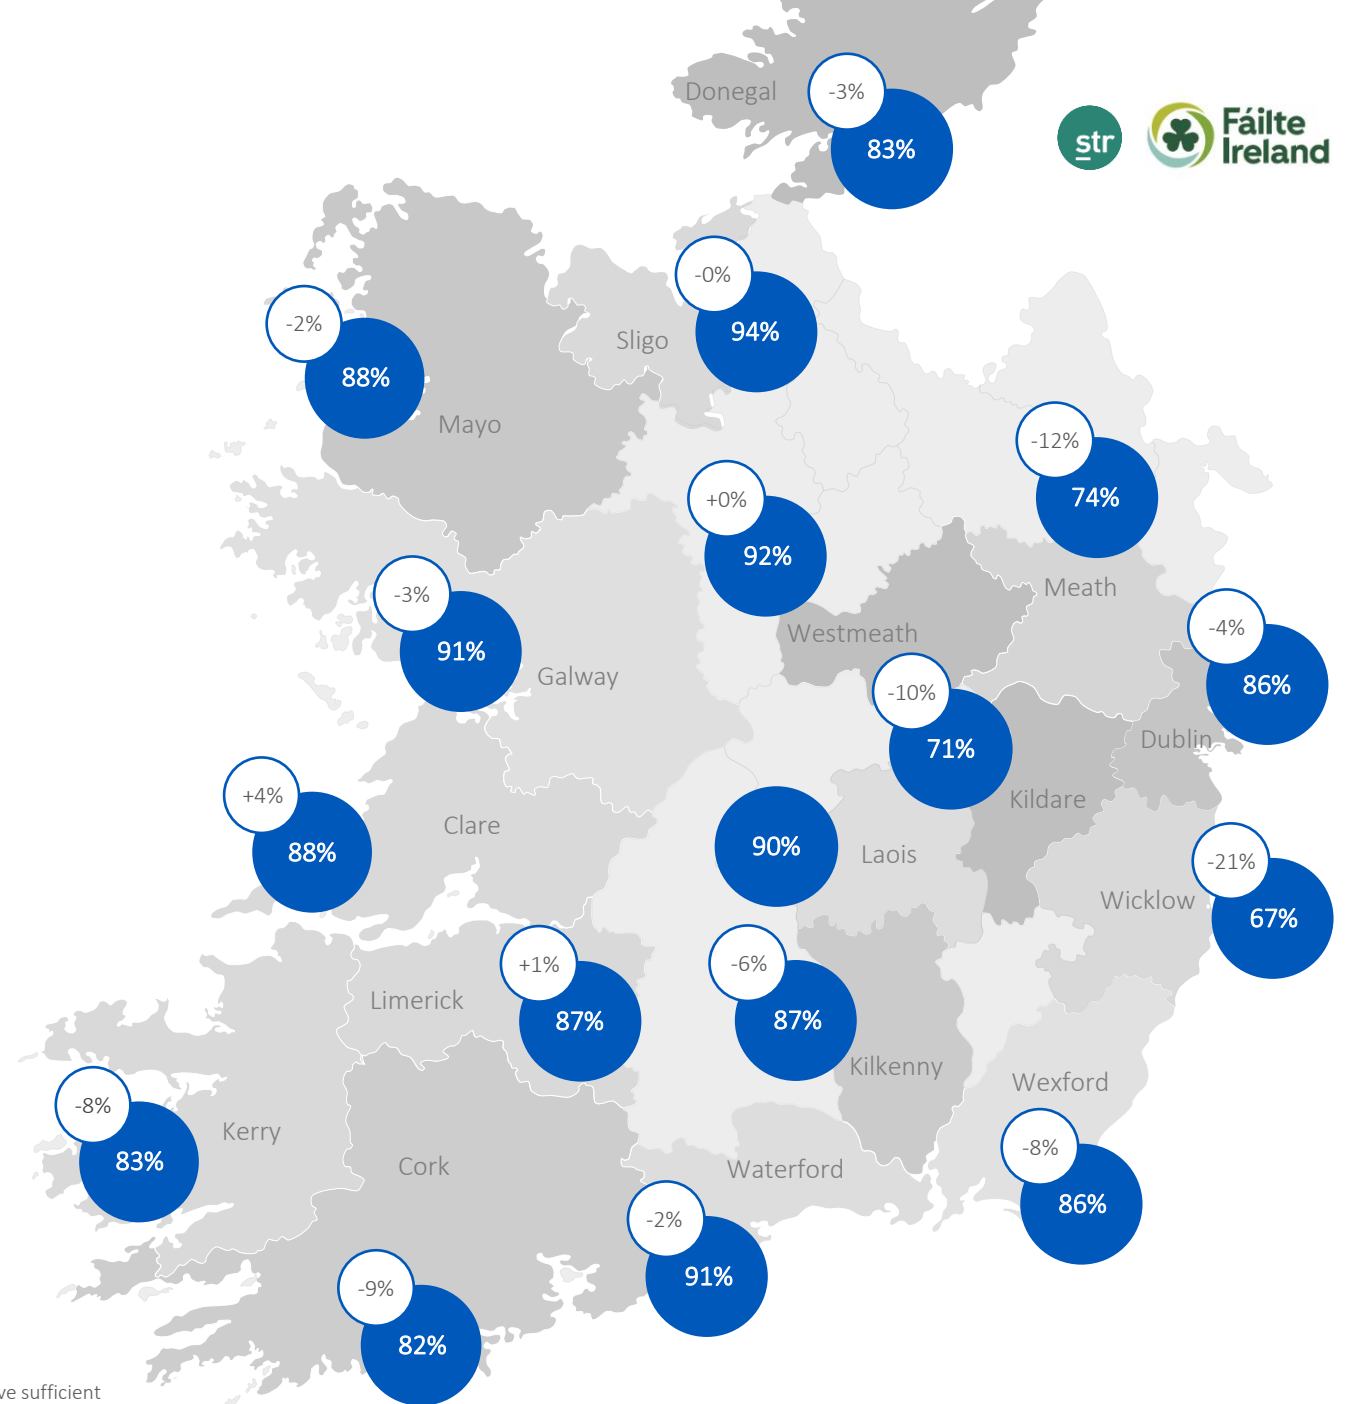 Donegal
-3%
83%
str
Fáilte
Ireland
-0%
94%
Sligo
-2%
88%
Mayo
-12%
74%
Meath
+0%
92%
Westmeath
-3%
91%
Galway
-4%
86%
Dublin
-10%
71%
Kildare
+4%
88%
Clare
90%
Laois
-21%
67%
Wicklow
+1%
87%
Limerick
-6%
87%
Kilkenny
Wexford
-8%
86%
-8%
83%
Kerry
Cork
Waterford
-2%
91%
-9%
82%
ve sufficient